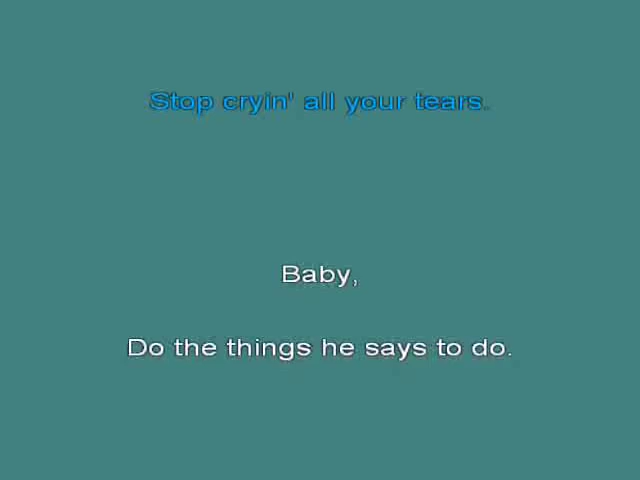 Stop cryin' all your tears.
Baby,
Do the things he says to do.